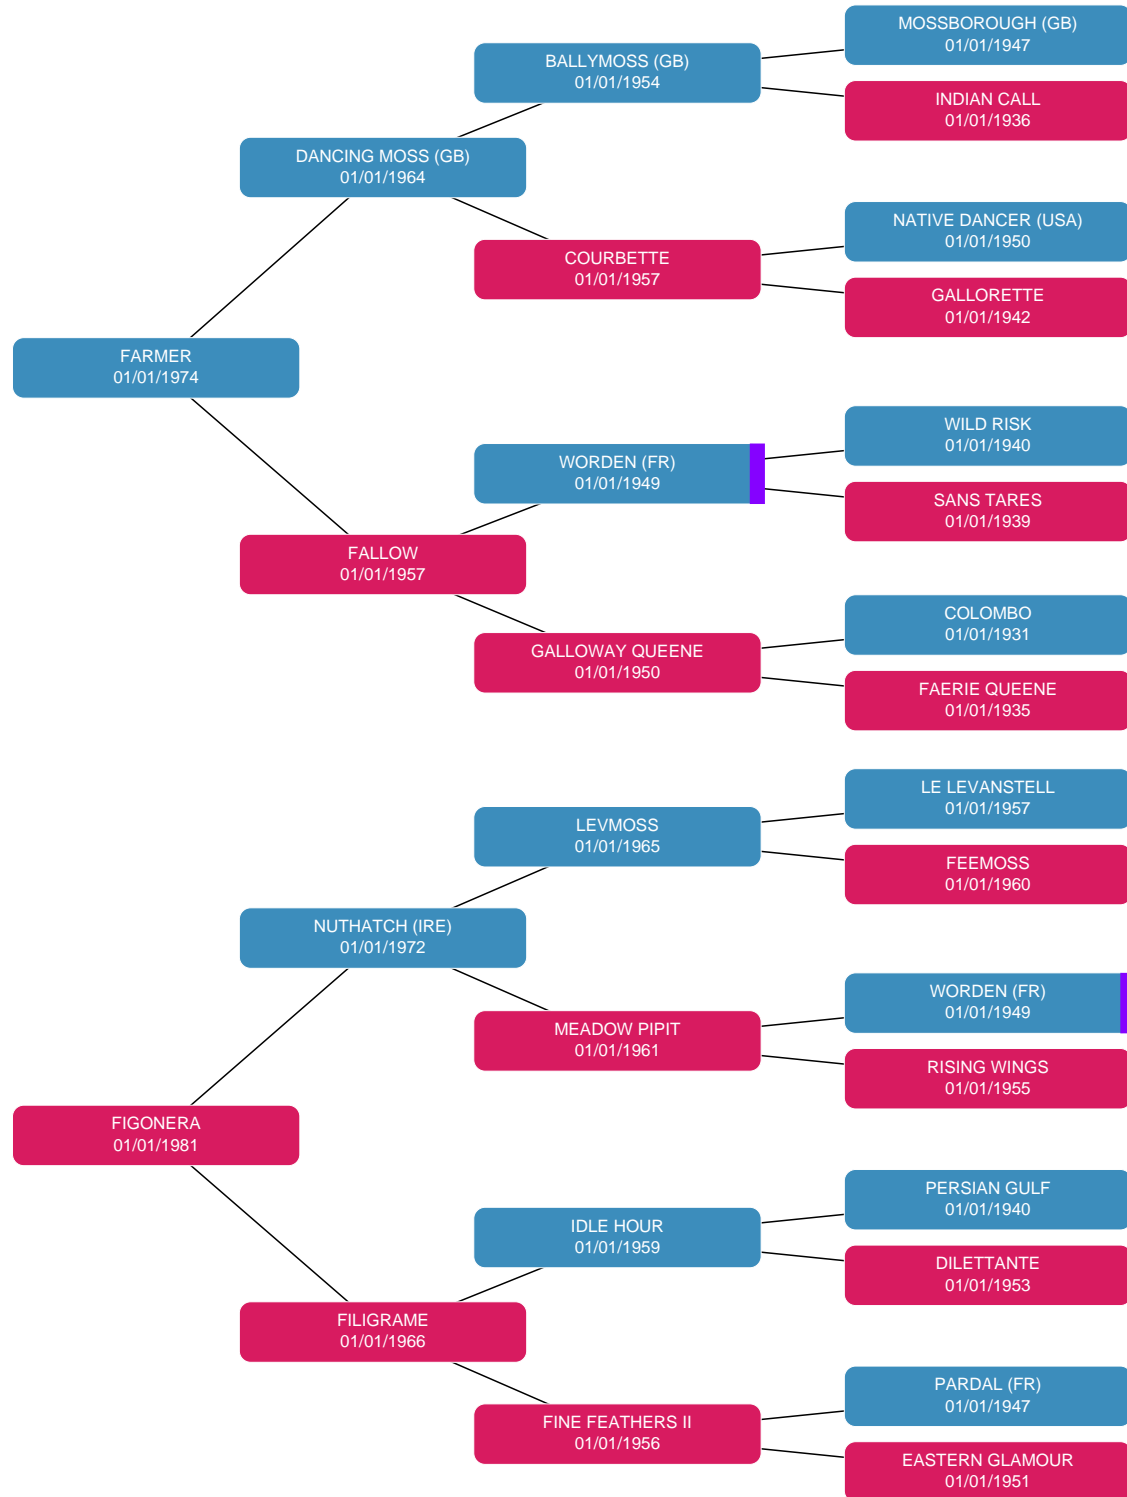 MOSSBOROUGH (GB)
01/01/1947
BALLYMOSS (GB)
01/01/1954
INDIAN CALL
01/01/1936
DANCING MOSS (GB)
01/01/1964
NATIVE DANCER (USA)
01/01/1950
COURBETTE
01/01/1957
GALLORETTE
01/01/1942
FARMER
01/01/1974
WILD RISK
01/01/1940
WORDEN (FR)
01/01/1949
SANS TARES
01/01/1939
FALLOW
01/01/1957
COLOMBO
01/01/1931
GALLOWAY QUEENE
01/01/1950
FAERIE QUEENE
01/01/1935
LE LEVANSTELL
01/01/1957
LEVMOSS
01/01/1965
FEEMOSS
01/01/1960
NUTHATCH (IRE)
01/01/1972
WORDEN (FR)
01/01/1949
MEADOW PIPIT
01/01/1961
RISING WINGS
01/01/1955
FIGONERA
01/01/1981
PERSIAN GULF
01/01/1940
IDLE HOUR
01/01/1959
DILETTANTE
01/01/1953
FILIGRAME
01/01/1966
PARDAL (FR)
01/01/1947
FINE FEATHERS II
01/01/1956
EASTERN GLAMOUR
01/01/1951